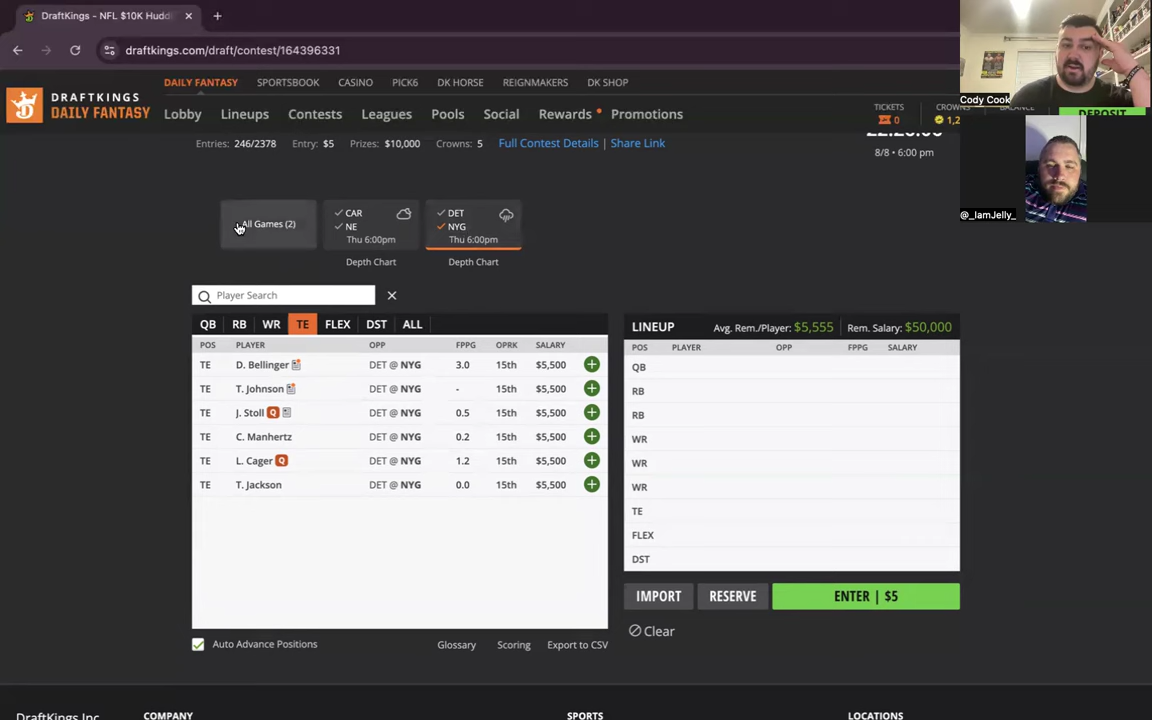 DraftKings - NFL $10K Huddl
draftkings.com/draft/contest/164396331
DAILY FANTASY SPORTSBOOK CASINO PICK6 DK HORSE REIGNMAKERS DK SHOP
DRAFTKINGS
DAILY FANTASY
Lobby Lineups Contests Leagues Pools Social Rewards Promotions
TICKETS
0
1,2
DEPOSIT
Cody Cook
@_IamJelly_
Entries: 246/2378 Entry: $5 Prizes: $10,000 Crowns: 5 Full Contest Details | Share Link
8/8 • 6:00 pm
All Games (2)
CAR
NE
Thu 6:00pm
Depth Chart
DET
NYG
Thu 6:00pm
Depth Chart
Player Search
QB RB WR TE FLEX DST ALL
POS PLAYER OPP FPPG OPRK SALARY
TE D. Bellinger DET @ NYG 3.0 15th $5,500
TE T. Johnson DET @ NYG - 15th $5,500
TE J. Stoll Q DET @ NYG 0.5 15th $5,500
TE C. Manhertz DET @ NYG 0.2 15th $5,500
TE L. Cager Q DET @ NYG 1.2 15th $5,500
TE T. Jackson DET @ NYG 0.0 15th $5,500
Auto Advance Positions Glossary Scoring Export to CSV
LINEUP Avg. Rem./Player: $5,555 Rem. Salary: $50,000
POS PLAYER OPP FPPG SALARY
QB
RB
RB
WR
WR
WR
TE
FLEX
DST
IMPORT RESERVE ENTER | $5
Clear
DraftKings Inc. COMPANY SPORTS LOCATIONS